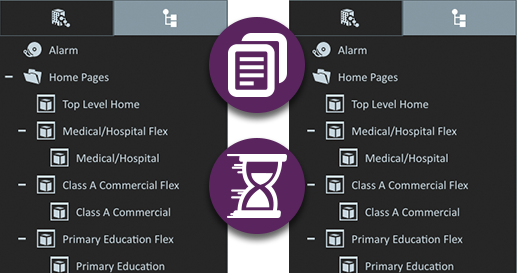 Alarm
Home Pages
Top Level Home
Medical/Hospital Flex
Medical/Hospital
Class A Commercial Flex
Class A Commercial
Primary Education Flex
Primary Education
Alarm
Home Pages
Top Level Home
Medical/Hospital Flex
Medical/Hospital
Class A Commercial Flex
Class A Commercial
Primary Education Flex
Primary Education